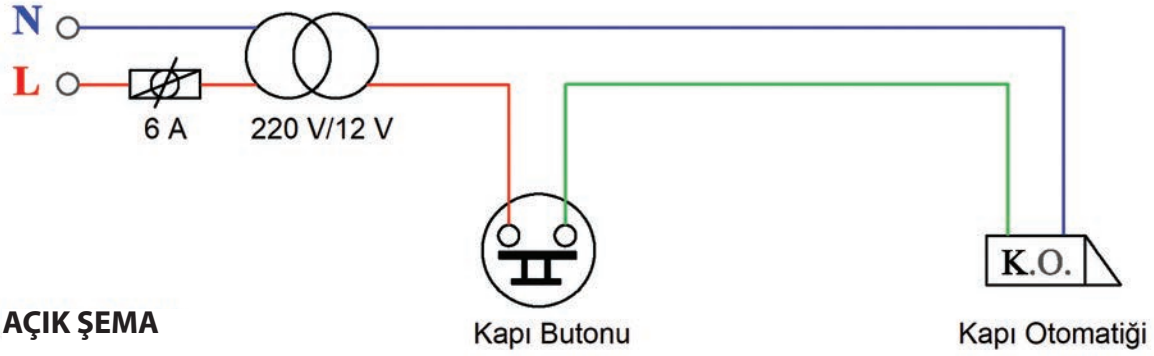 N
L
6 A
220 V/12 V
K.O.
AÇIK ŞEMA
Kapı Butonu
Kapı Otomatiği